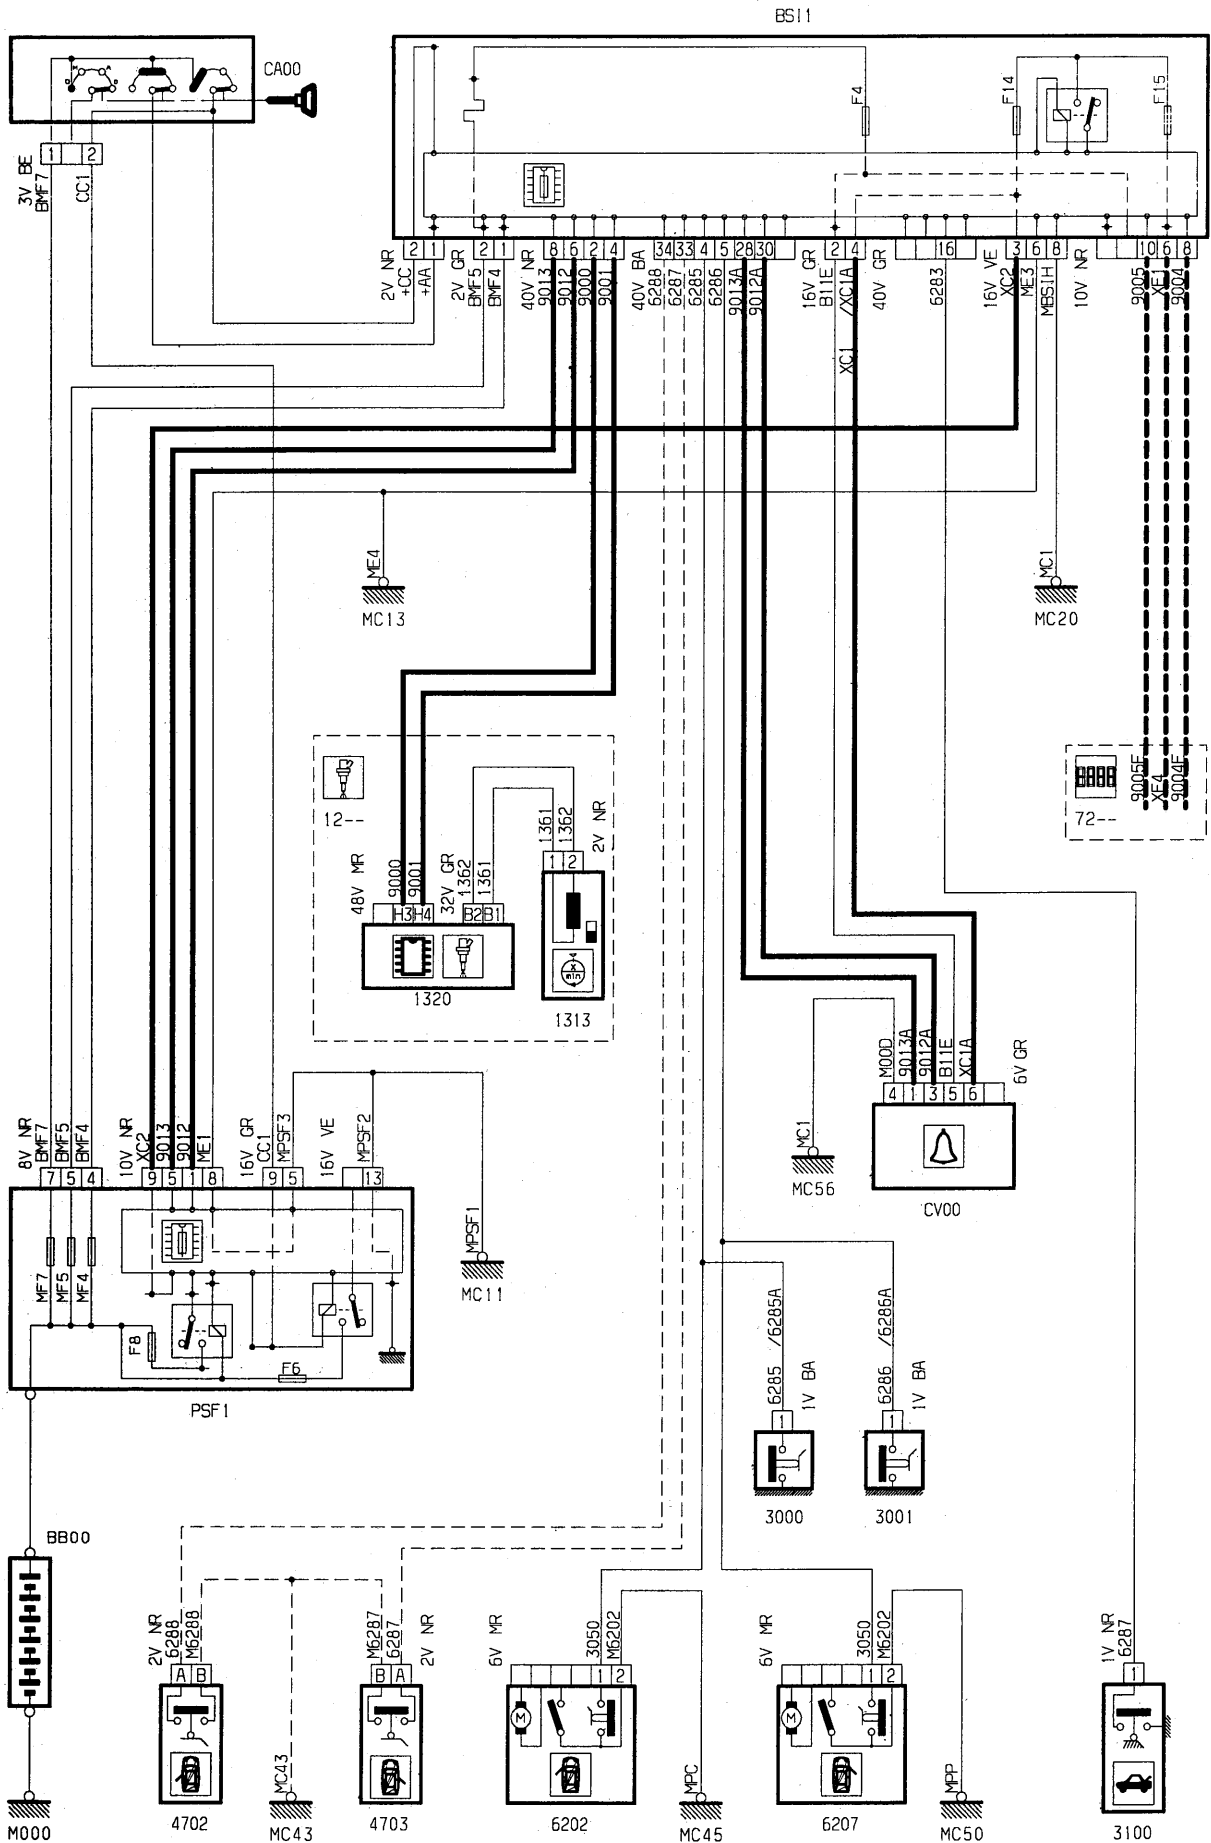 BSI1
CA00
F4
F14
F15
1 2
3V BE
BMF7
CC1
2 1 2 1 8 6 2 4 34 33 4 5 28 30 2 4 16 3 6 8 10 6 8
2V NR
+CC
+AA
2V GR
BMF5
BMF4
40V NR
9013
9012
9000
9001
40V BA
6288
6287
6285
6286
9013A
9012A
16V GR
B11E
/XC1A
XC1
40V GR
6283
16V VE
XC2
ME3
MBSIH
10V NR
9005
XE1
9004
ME4
MC13
MC1
MC20
12--
48V MR
9000
9001
32V GR
1362
1361
H3 H4 B2 B1
1320
1361
1362
2V NR
1 2
1313
9005E
XE4
9004E
72--
M00D
9013A
9012A
B11E
XC1A
6V GR
4 1 3 5 6
CV00
MC1
MC56
8V NR
BMF7
BMF5
BMF4
10V NR
XC2
9013
9012
ME1
16V GR
CC1
MPSF3
16V VE
MPSF2
7 5 4 9 5 1 8 9 5 13
MF7
MF5
MF4
F8
F6
PSF1
MPSF1
MC11
6285 /6285A
1V BA
1
3000
6286 /6286A
1V BA
1
3001
BB00
M000
2V NR
6288
M6288
A B
4702
MC43
MC43
M6287
6287
2V NR
B A
4703
6V MR
3050
M6202
1 2
M
6202
MPC
MC45
6V MR
3050
M6202
1 2
M
6207
MPP
MC50
1V NR
6287
1
3100